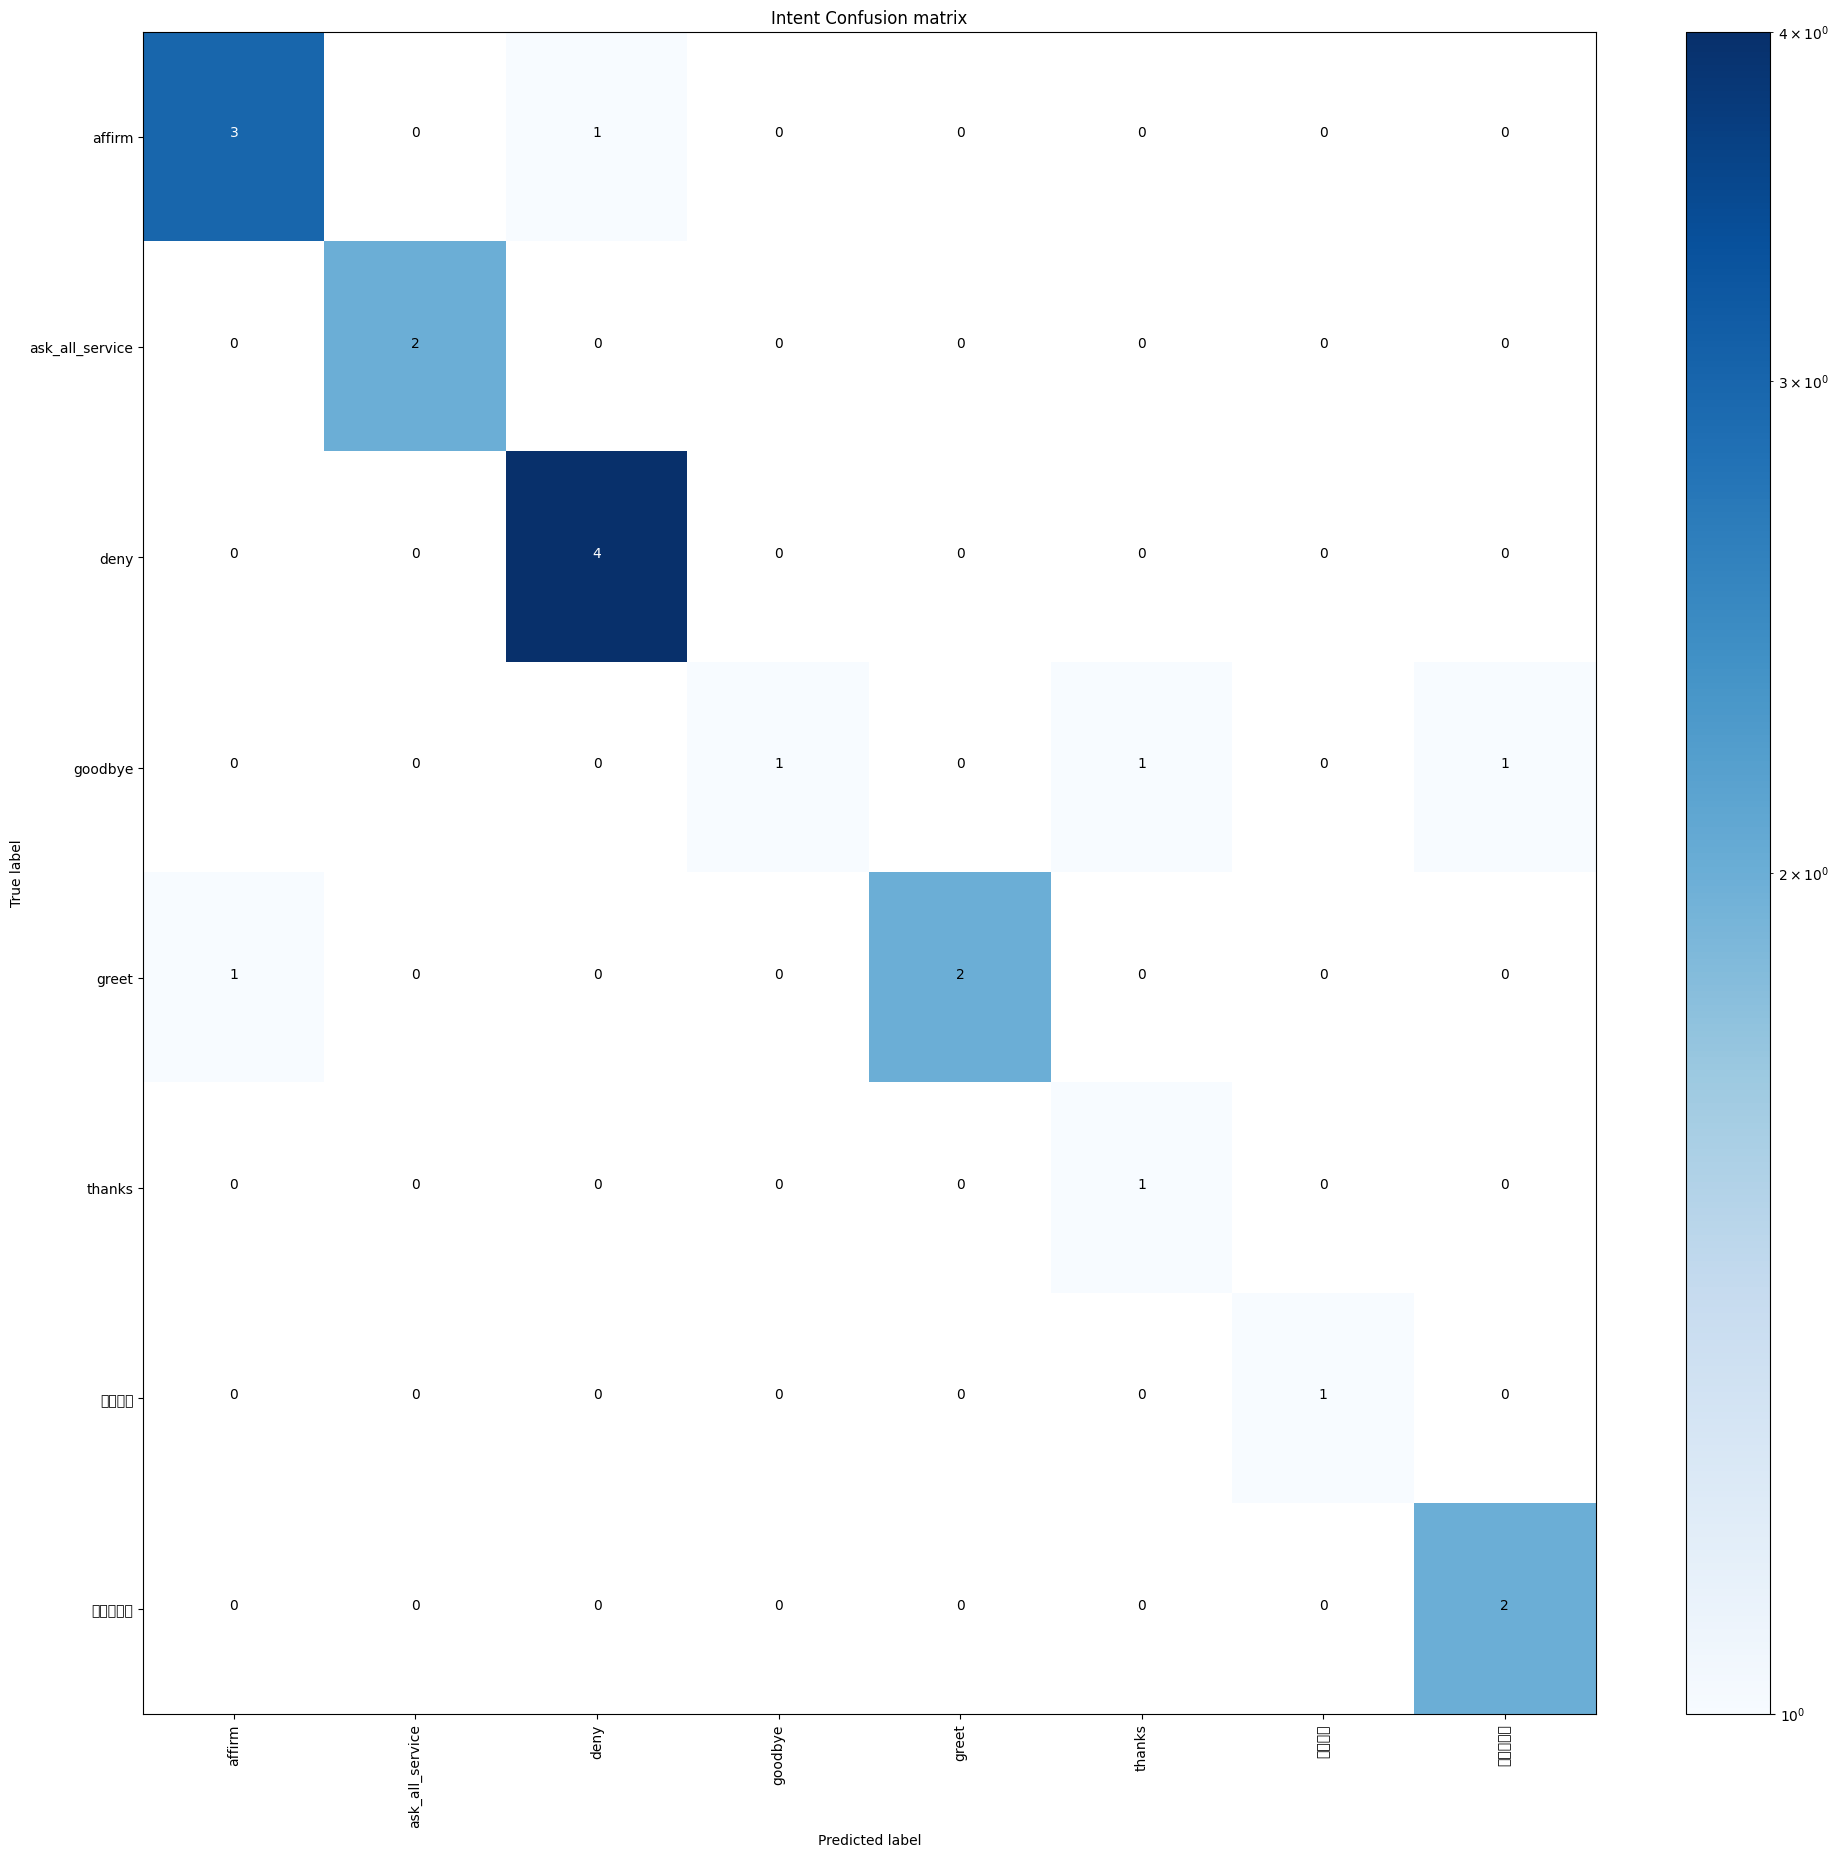 Intent Confusion matrix
4 × 10⁰
affirm 3 0 1 0 0 0 0 0
3 × 10⁰
ask_all_service 0 2 0 0 0 0 0 0
deny 0 0 4 0 0 0 0 0
goodbye 0 0 0 1 0 1 0 1
True label
2 × 10⁰
greet 1 0 0 0 2 0 0 0
thanks 0 0 0 0 0 1 0 0
0 0 0 0 0 0 1 0
0 0 0 0 0 0 0 2
10⁰
affirm
ask_all_service
deny
goodbye
greet
thanks
Predicted label